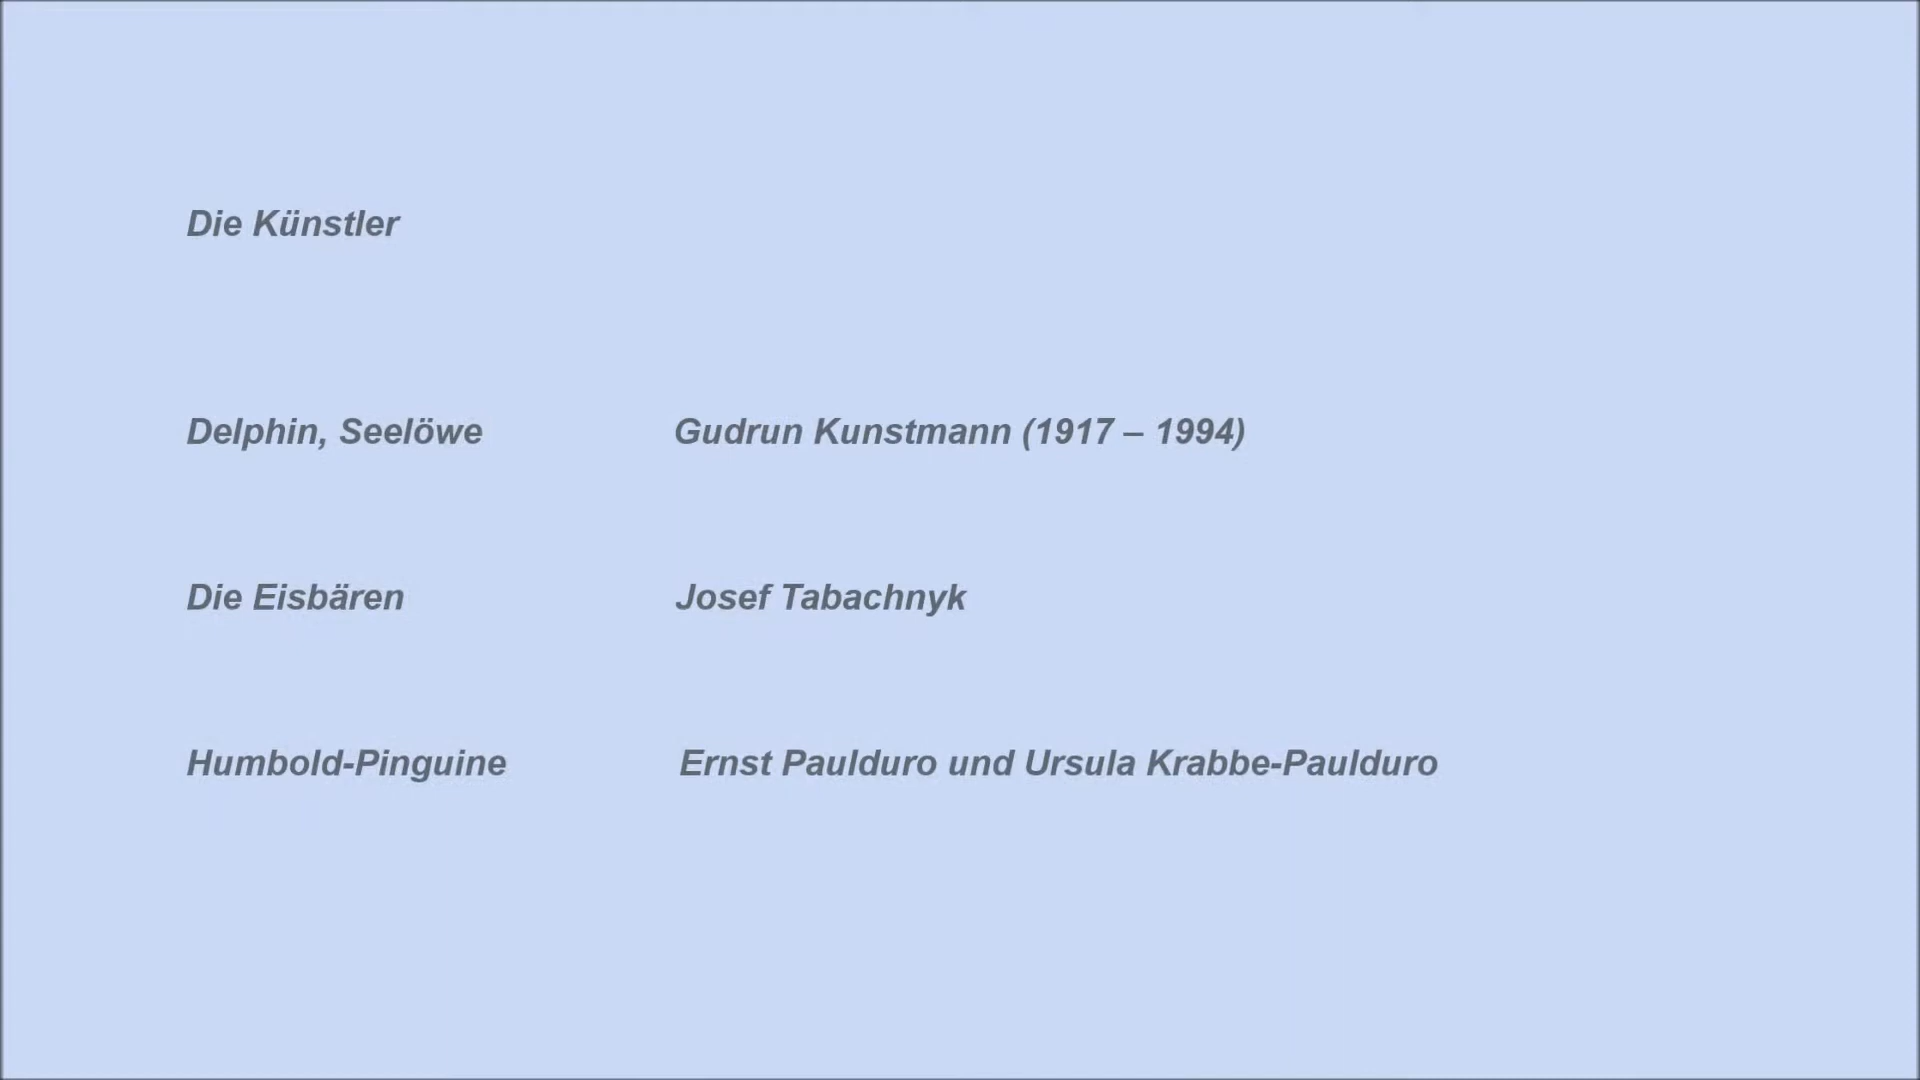 Die Künstler
Delphin, Seelöwe Gudrun Kunstmann (1917 – 1994)
Die Eisbären Josef Tabachnyk
Humbold-Pinguine Ernst Paulduro und Ursula Krabbe-Paulduro